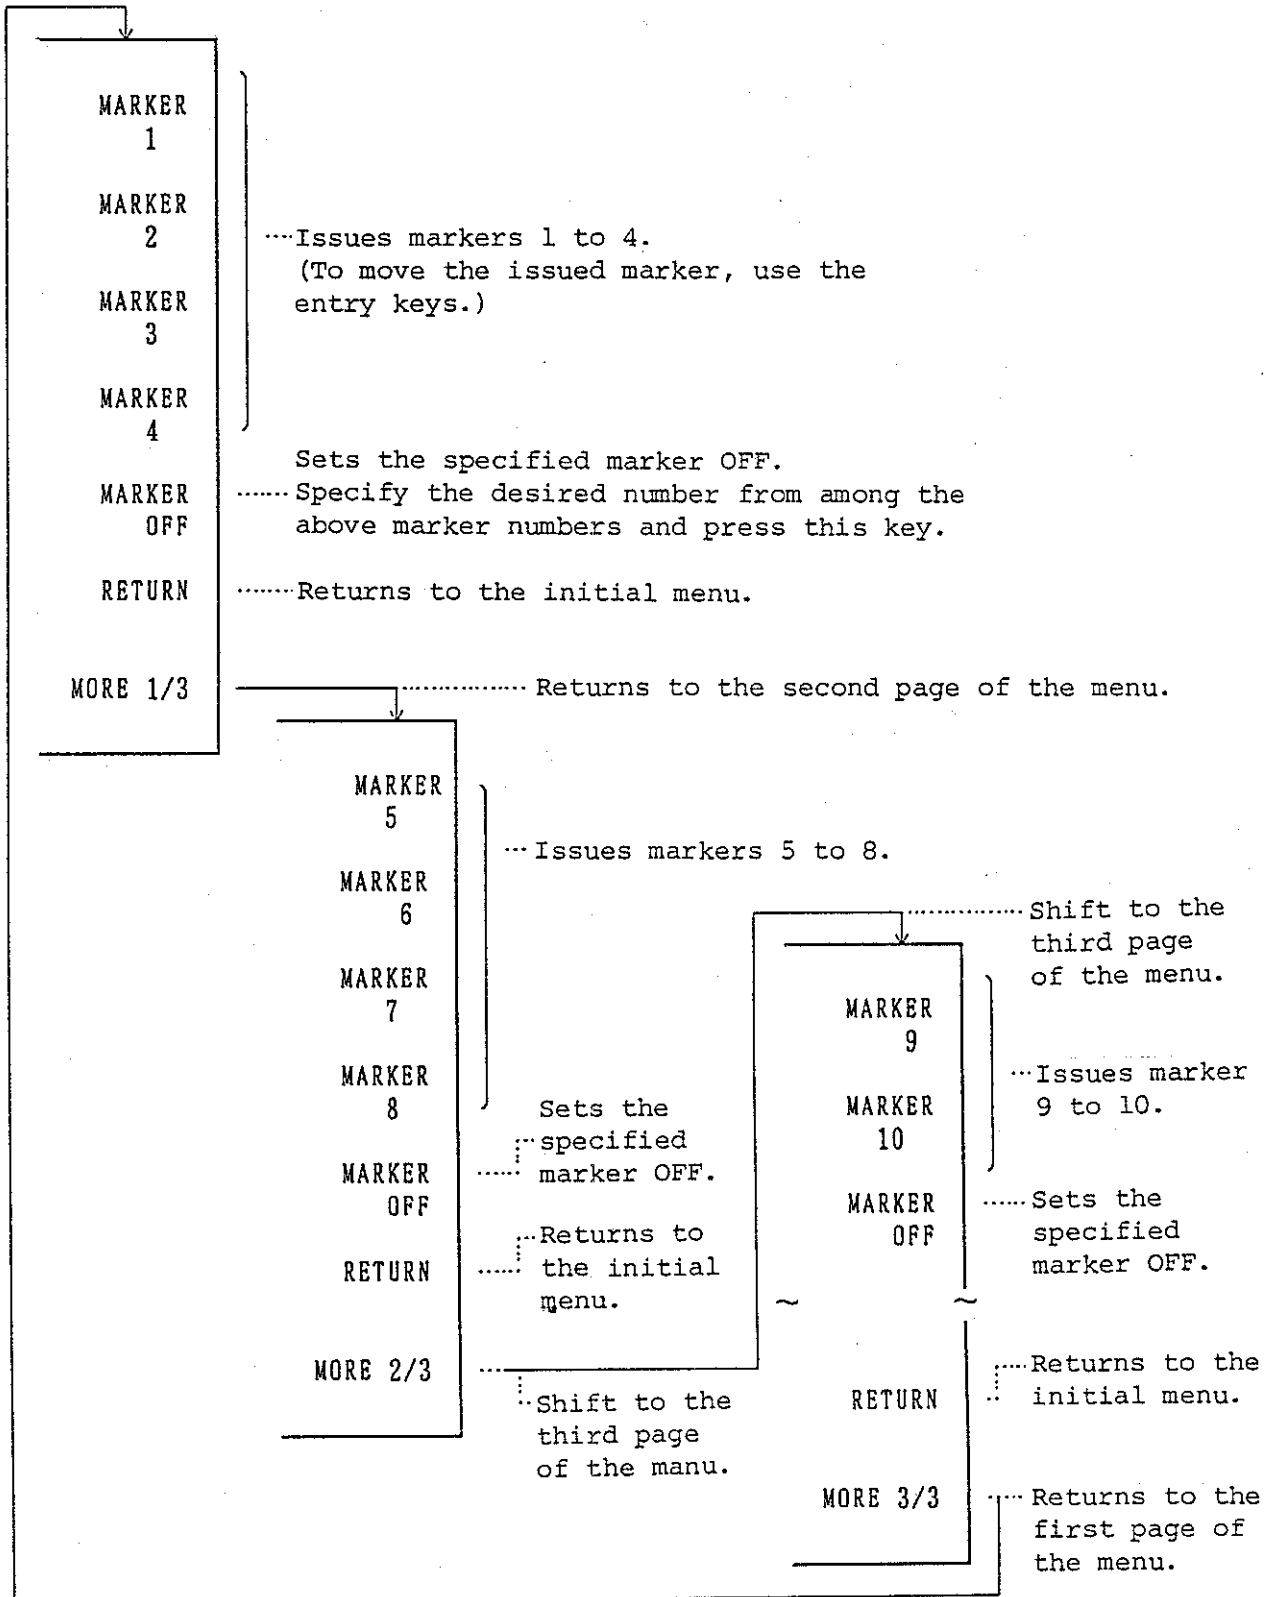 MARKER
1
MARKER
2
MARKER
3
MARKER
4
····Issues markers 1 to 4.
(To move the issued marker, use the
entry keys.)
MARKER
OFF
Sets the specified marker OFF.
·······Specify the desired number from among the
above marker numbers and press this key.
RETURN
·······Returns to the initial menu.
MORE 1/3
················Returns to the second page of the menu.
MARKER
5
MARKER
6
MARKER
7
MARKER
8
···Issues markers 5 to 8.
MARKER
OFF
Sets the
specified
marker OFF.
RETURN
Returns to
the initial
menu.
MORE 2/3
Shift to the
third page
of the manu.
Shift to the
third page
of the menu.
MARKER
9
MARKER
10
···Issues marker
9 to 10.
MARKER
OFF
······Sets the
specified
marker OFF.
~ ~
RETURN
Returns to the
initial menu.
MORE 3/3
Returns to the
first page of
the menu.